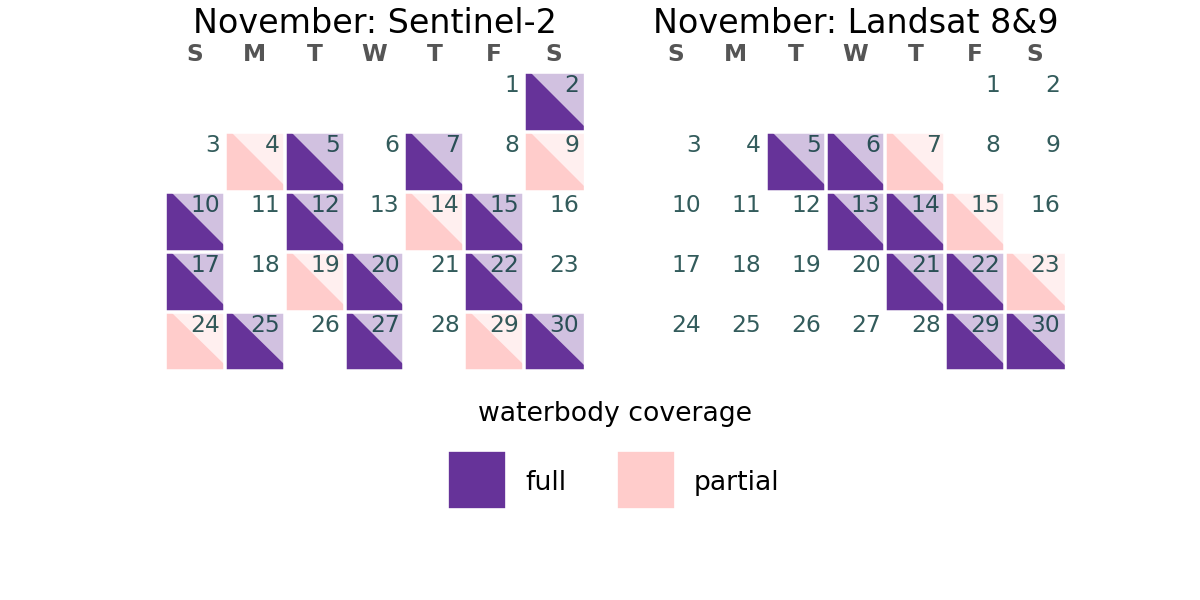 November: Sentinel-2
S M T W T F S
1 2
3 4 5 6 7 8 9
10 11 12 13 14 15 16
17 18 19 20 21 22 23
24 25 26 27 28 29 30
November: Landsat 8&9
S M T W T F S
1 2
3 4 5 6 7 8 9
10 11 12 13 14 15 16
17 18 19 20 21 22 23
24 25 26 27 28 29 30
waterbody coverage
full partial